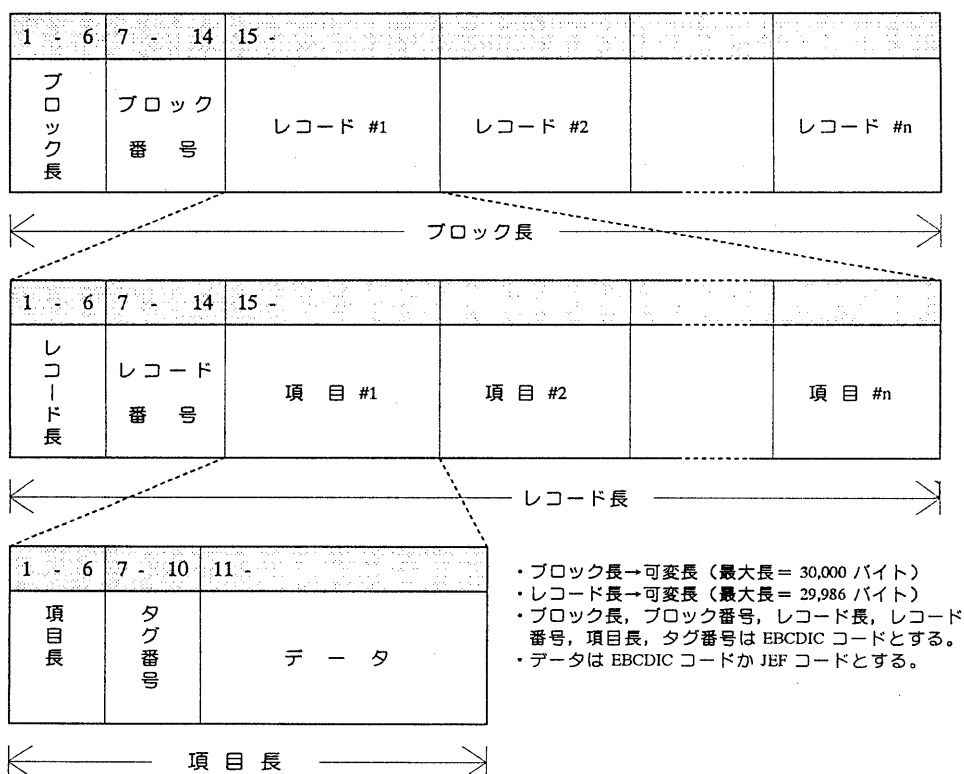 1 - 6 7 - 14 15 -
ブロック長 ブロック番号 レコード #1 レコード #2 レコード #n
ブロック長
1 - 6 7 - 14 15 -
レコード長 レコード番号 項目 #1 項目 #2 項目 #n
レコード長
1 - 6 7 - 10 11 -
項目長 タグ番号 データ
項目長
・ブロック長→可変長（最大長＝ 30,000 バイト）
・レコード長→可変長（最大長＝ 29,986 バイト）
・ブロック長，ブロック番号，レコード長，レコード
番号，項目長，タグ番号は EBCDIC コードとする。
・データは EBCDIC コードか JEF コードとする。